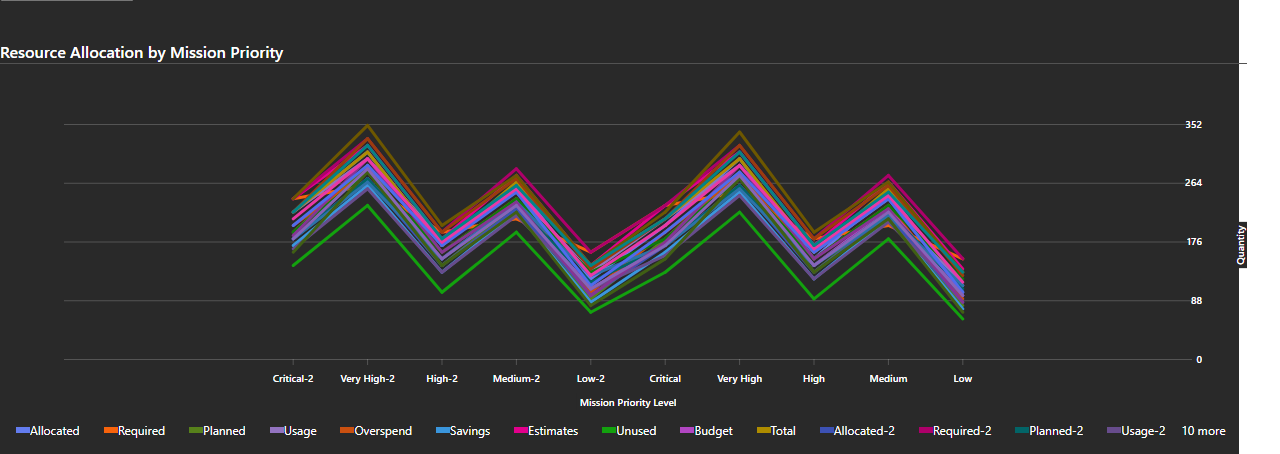 Resource Allocation by Mission Priority
352
264
176
88
0
Quantity
Critical-2 Very High-2 High-2 Medium-2 Low-2 Critical Very High High Medium Low
Mission Priority Level
Allocated Required Planned Usage Overspend Savings Estimates Unused Budget Total Allocated-2 Required-2 Planned-2 Usage-2 10 more